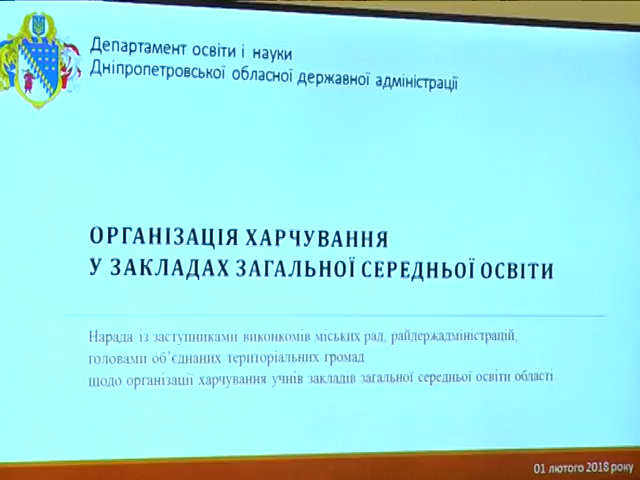 Департамент освіти і науки
Дніпропетровської обласної державної адміністрації
ОРГАНІЗАЦІЯ ХАРЧУВАННЯ
У ЗАКЛАДАХ ЗАГАЛЬНОЇ СЕРЕДНЬОЇ ОСВІТИ
Нарада із заступниками виконкомів міських рад, райдержадміністрацій,
головами об'єднаних територіальних громад
щодо організації харчування учнів закладів загальної середньої освіти області
01 лютого 2018 року